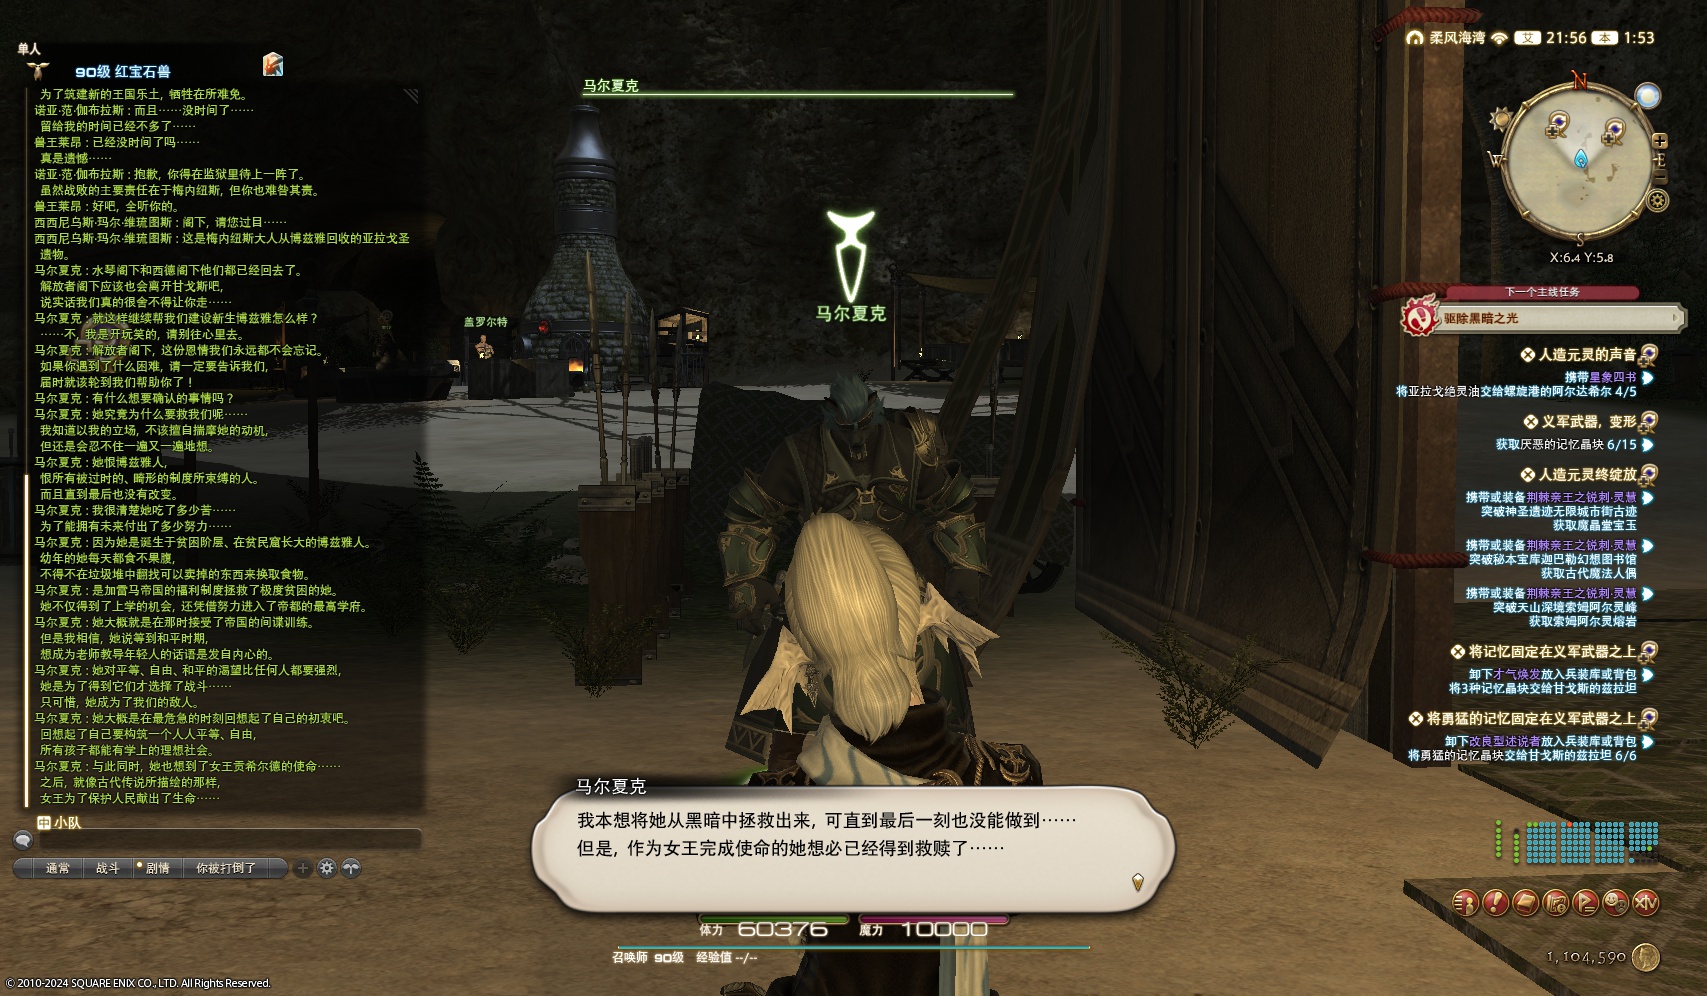 单人
90级 红宝石兽
为了筑建新的王国乐土, 牺牲在所难免。
诺亚·范·伽布拉斯 : 而且……没时间了……
留给我的时间已经不多了……
兽王莱昂 : 已经没时间了吗……
真是遗憾……
诺亚·范·伽布拉斯 : 抱歉, 你得在监狱里待上一阵了。
虽然战败的主要责任在于梅内纽斯, 但你也难咎其责。
兽王莱昂 : 好吧, 全听你的。
西西尼乌斯·玛尔·维琉图斯 : 阁下, 请您过目……
西西尼乌斯·玛尔·维琉图斯 : 这是梅内纽斯大人从博兹雅回收的亚拉戈圣
遗物。
马尔夏克 : 水琴阁下和西德阁下他们都已经回去了。
解放者阁下应该也会离开甘戈斯吧,
说实话我们真的很舍不得让你走……
马尔夏克 : 就这样继续帮我们建设新生博兹雅怎么样？
……不, 我是开玩笑的, 请别往心里去。
马尔夏克 : 解放者阁下, 这份恩情我们永远都不会忘记。
如果你遇到了什么困难, 请一定要告诉我们,
届时就该轮到我们帮助你了！
马尔夏克 : 有什么想要确认的事情吗？
马尔夏克 : 她究竟为什么要救我们呢……
我知道以我的立场, 不该擅自揣摩她的动机,
但还是会忍不住一遍又一遍地想。
马尔夏克 : 她恨博兹雅人,
恨所有被过时的、畸形的制度所束缚的人。
而且直到最后也没有改变。
马尔夏克 : 我很清楚她吃了多少苦……
为了能拥有未来付出了多少努力……
马尔夏克 : 因为她是诞生于贫困阶层、在贫民窟长大的博兹雅人。
幼年的她每天都食不果腹,
不得不在垃圾堆中翻找可以卖掉的东西来换取食物。
马尔夏克 : 是加雷马帝国的福利制度拯救了极度贫困的她。
她不仅得到了上学的机会, 还凭借努力进入了帝都的最高学府。
马尔夏克 : 她大概就是在那时接受了帝国的间谍训练。
但是我相信, 她说等到和平时期,
想成为老师教导年轻人的话语是发自内心的。
马尔夏克 : 她对平等、自由、和平的渴望比任何人都要强烈,
她是为了得到它们才选择了战斗……
只可惜, 她成为了我们的敌人。
马尔夏克 : 她大概是在最危急的时刻回想起了自己的初衷吧。
回想起了自己要构筑一个人人平等、自由,
所有孩子都能有学上的理想社会。
马尔夏克 : 与此同时, 她也想到了女王贡希尔德的使命……
之后, 就像古代传说所描绘的那样,
女王为了保护人民献出了生命……
中 小队
通常 战斗 剧情 你被打倒了
马尔夏克
马尔夏克
盖罗尔特
马尔夏克
我本想将她从黑暗中拯救出来, 可直到最后一刻也没能做到……
但是, 作为女王完成使命的她想必已经得到救赎了……
体力 60376 魔力 10000
召唤师 90级 经验值 --/--
柔风海湾 艾 21:56 本 1:53
N
W
E
S
X:6.4 Y:5.8
下一个主线任务
驱除黑暗之光
人造元灵的声音
携带星象四书
将亚拉戈绝灵油交给螺旋港的阿尔达希尔 4/5
义军武器, 变形
获取厌恶的记忆晶块 6/15
人造元灵终绽放
携带或装备荆棘亲王之锐刺·灵慧
突破神圣遗迹无限城市街古迹
获取魔晶堂宝玉
携带或装备荆棘亲王之锐刺·灵慧
突破秘本宝库迦巴勒幻想图书馆
获取古代魔法人偶
携带或装备荆棘亲王之锐刺·灵慧
突破天山深境索姆阿尔灵峰
获取索姆阿尔灵熔岩
将记忆固定在义军武器之上
卸下才气焕发放入兵装库或背包
将3种记忆晶块交给甘戈斯的兹拉坦
将勇猛的记忆固定在义军武器之上
卸下改良型述说者放入兵装库或背包
将勇猛的记忆晶块交给甘戈斯的兹拉坦 6/6
XIV
1,104,590
© 2010-2024 SQUARE ENIX CO., LTD. All Rights Reserved.